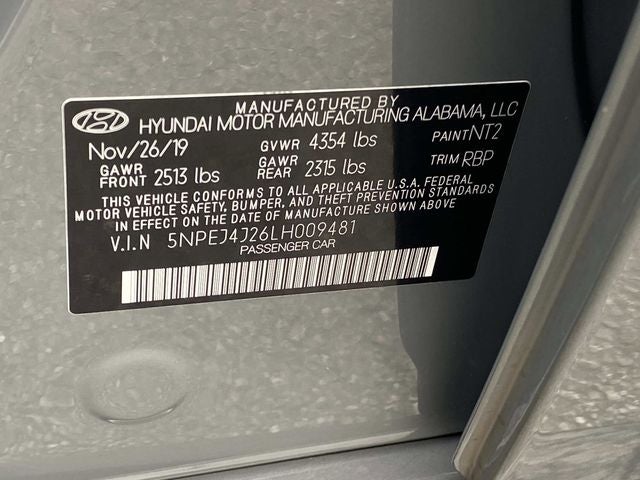 MANUFACTURED BY
HYUNDAI MOTOR MANUFACTURING ALABAMA, LLC
Nov/26/19 GVWR 4354 lbs PAINT NT2
GAWR FRONT 2513 lbs GAWR REAR 2315 lbs TRIM RBP
THIS VEHICLE CONFORMS TO ALL APPLICABLE U.S.A. FEDERAL
MOTOR VEHICLE SAFETY, BUMPER, AND THEFT PREVENTION STANDARDS
IN EFFECT ON THE DATE OF MANUFACTURE SHOWN ABOVE.
V.I.N 5NPEJ4J26LH009481
PASSENGER CAR